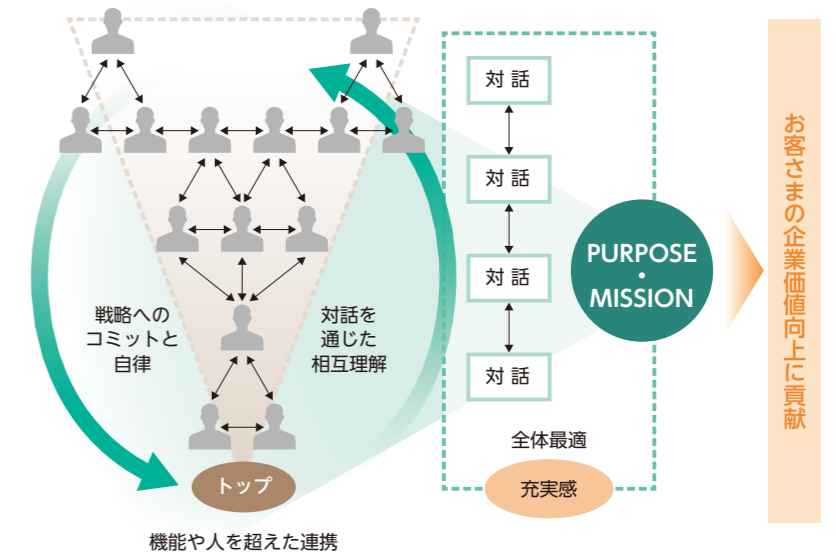 戦略への
コミットと
自律
対話を
通じた
相互理解
トップ
機能や人を超えた連携
対話
対話
対話
対話
全体最適
充実感
PURPOSE
・
MISSION
お客さまの企業価値向上に貢献